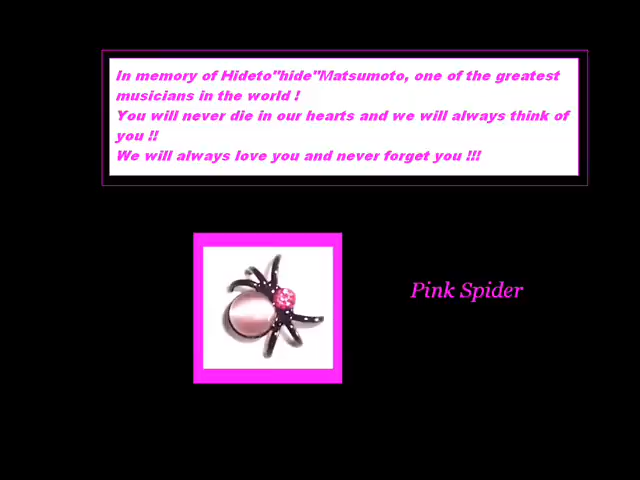 In memory of Hideto"hide"Matsumoto, one of the greatest
musicians in the world !
You will never die in our hearts and we will always think of
you !!
We will always love you and never forget you !!!
Pink Spider